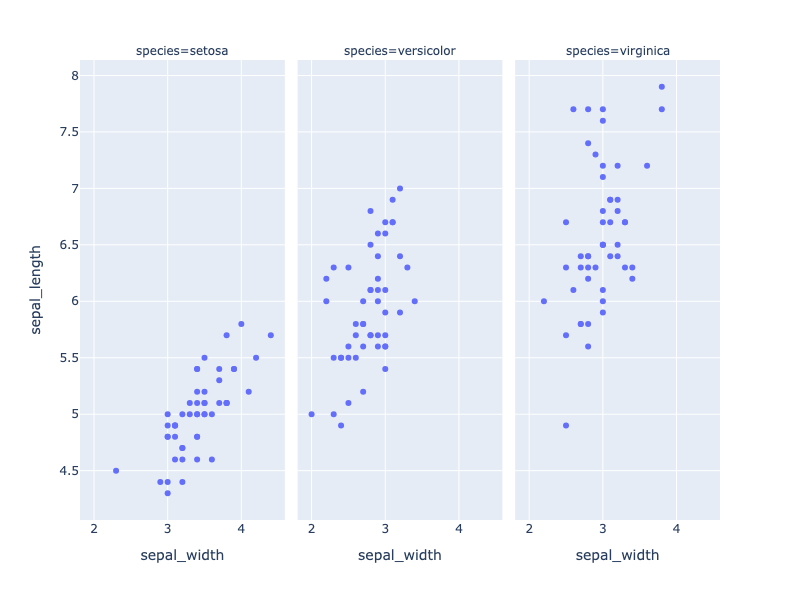 species=setosa
species=versicolor
species=virginica
8
7.5
7
6.5
6
5.5
5
4.5
sepal_length
2 3 4
2 3 4
2 3 4
sepal_width
sepal_width
sepal_width